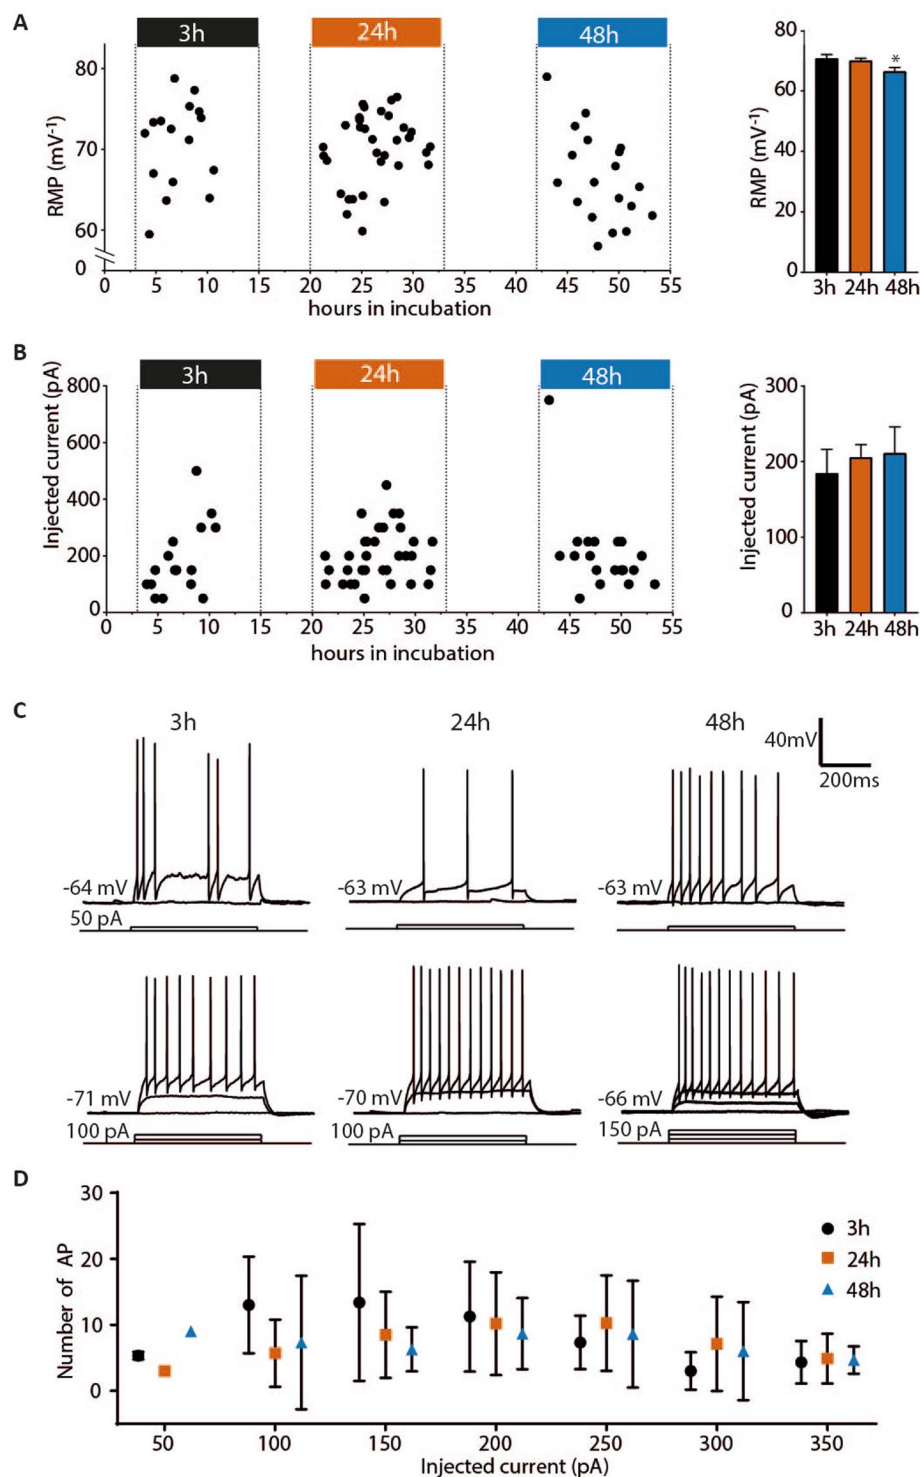 A
3h
24h
48h
80
70
60
0
RMP (mV⁻¹)
0 5 10 15 20 25 30 35 40 45 50 55
hours in incubation
80
60
40
20
0
RMP (mV⁻¹)
*
3h 24h 48h
B
3h
24h
48h
800
600
400
200
0
Injected current (pA)
0 5 10 15 20 25 30 35 40 45 50 55
hours in incubation
300
200
100
0
Injected current (pA)
3h 24h 48h
C
3h
24h
48h
40mV
200ms
-64 mV
50 pA
-63 mV
-63 mV
-71 mV
100 pA
-70 mV
100 pA
-66 mV
150 pA
D
30
20
10
0
Number of AP
3h
24h
48h
50 100 150 200 250 300 350
Injected current (pA)